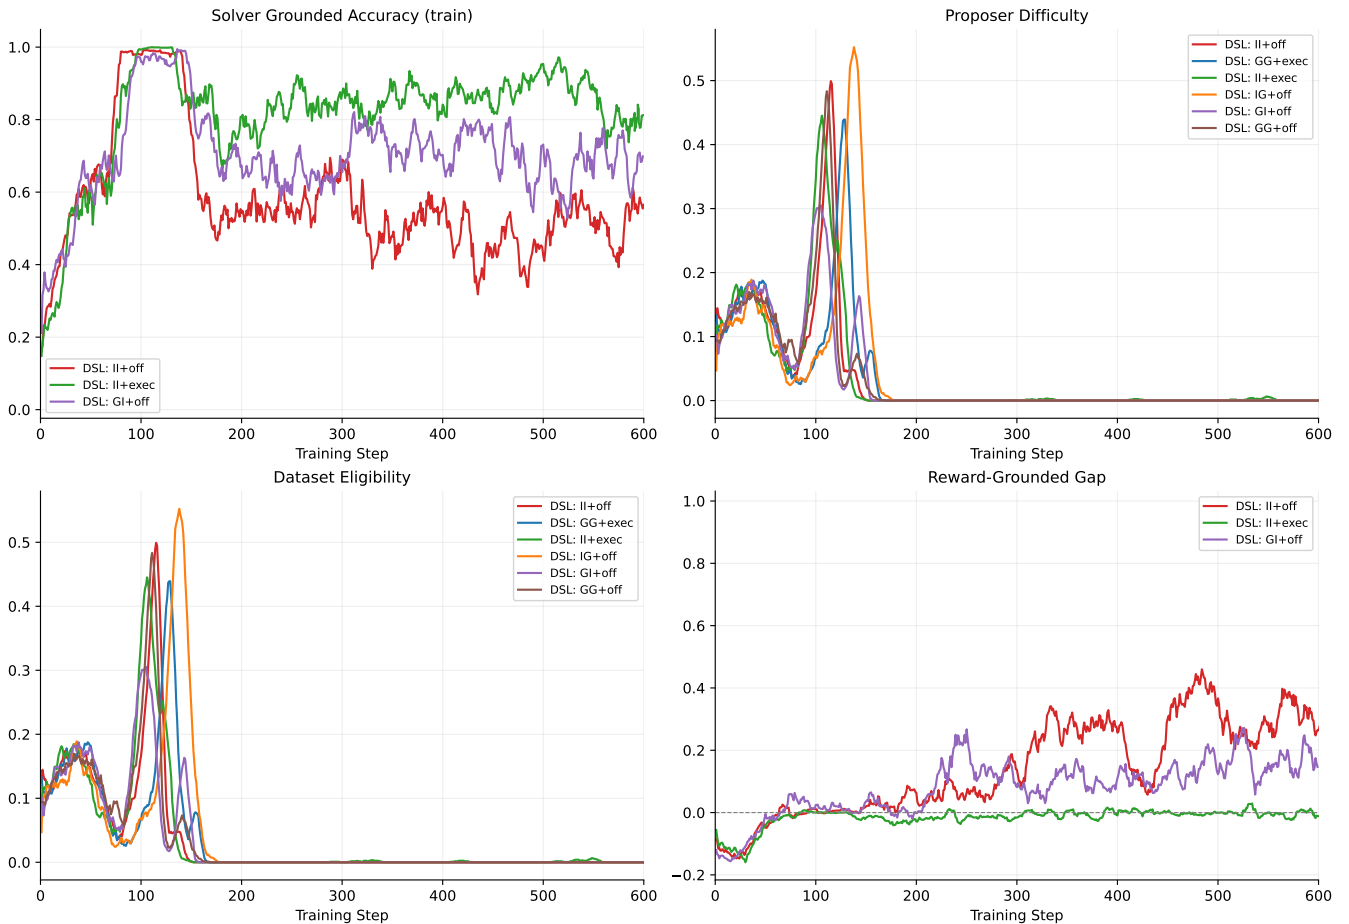 Solver Grounded Accuracy (train)
1.0
0.8
0.6
0.4
0.2
0.0
DSL: II+off
DSL: II+exec
DSL: GI+off
0 100 200 300 400 500 600
Training Step
Proposer Difficulty
0.5
0.4
0.3
0.2
0.1
0.0
DSL: II+off
DSL: GG+exec
DSL: II+exec
DSL: IG+off
DSL: GI+off
DSL: GG+off
0 100 200 300 400 500 600
Training Step
Dataset Eligibility
0.5
0.4
0.3
0.2
0.1
0.0
DSL: II+off
DSL: GG+exec
DSL: II+exec
DSL: IG+off
DSL: GI+off
DSL: GG+off
0 100 200 300 400 500 600
Training Step
Reward-Grounded Gap
1.0
0.8
0.6
0.4
0.2
0.0
−0.2
DSL: II+off
DSL: II+exec
DSL: GI+off
0 100 200 300 400 500 600
Training Step